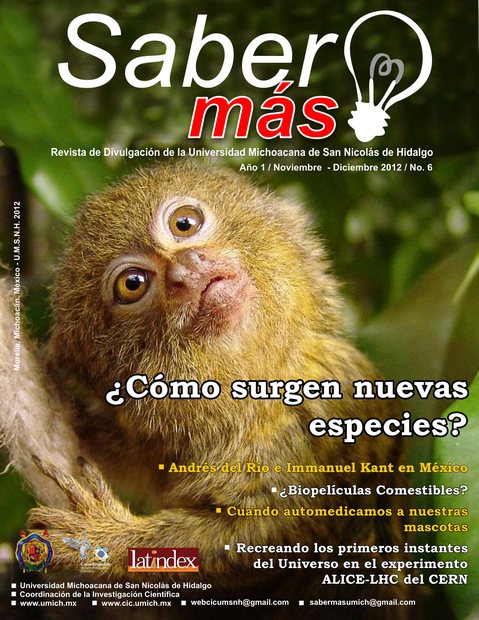 Saber
más
Revista de Divulgación de la Universidad Michoacana de San Nicolás de Hidalgo
Año 1 / Noviembre - Diciembre 2012 / No. 6
Morelia, Michoacán, México - U.M.S.N.H. 2012
¿Cómo surgen nuevas
especies?
Andrés del Río e Immanuel Kant en México
¿Biopelículas Comestibles?
Cuando automedicamos a nuestras
mascotas
Recreando los primeros instantes
del Universo en el experimento
ALICE-LHC del CERN
latindex
Universidad Michoacana de San Nicolás de Hidalgo
Coordinación de la Investigación Científica
www.umich.mx www.cic.umich.mx webcicumsnh@gmail.com sabermasumich@gmail.com